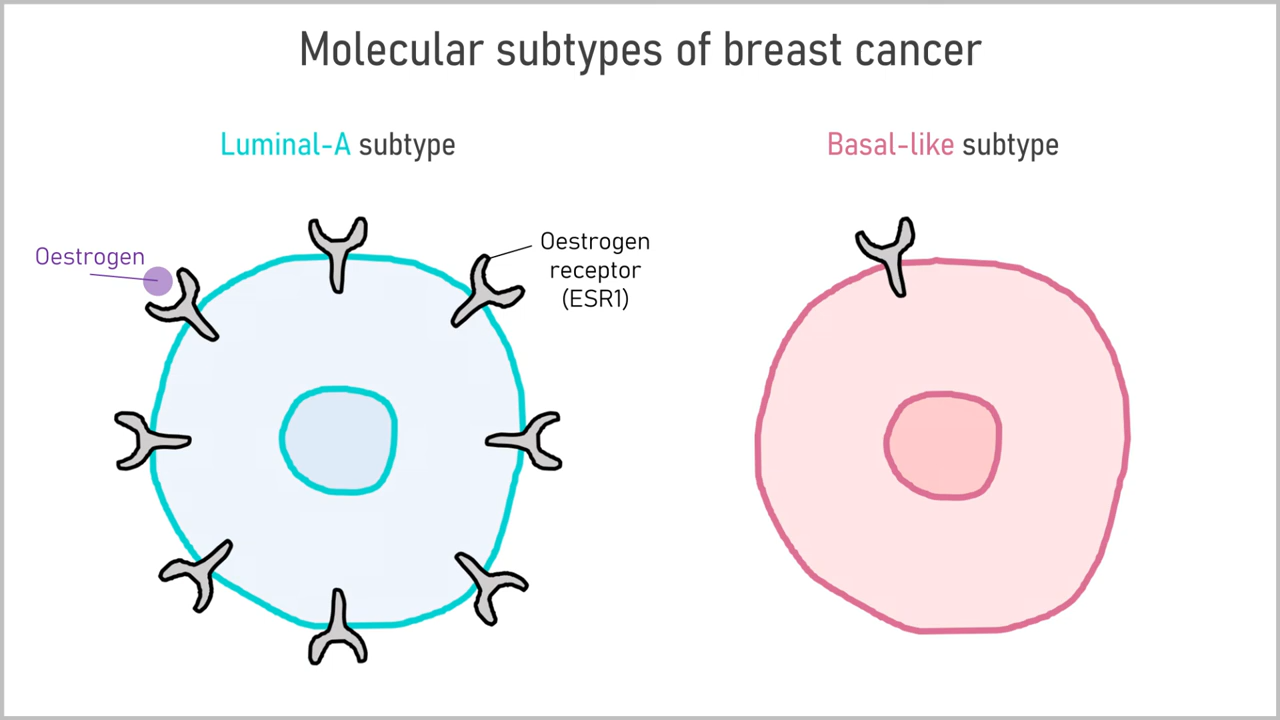 Molecular subtypes of breast cancer
Luminal-A subtype
Basal-like subtype
Oestrogen
Oestrogen
receptor
(ESR1)